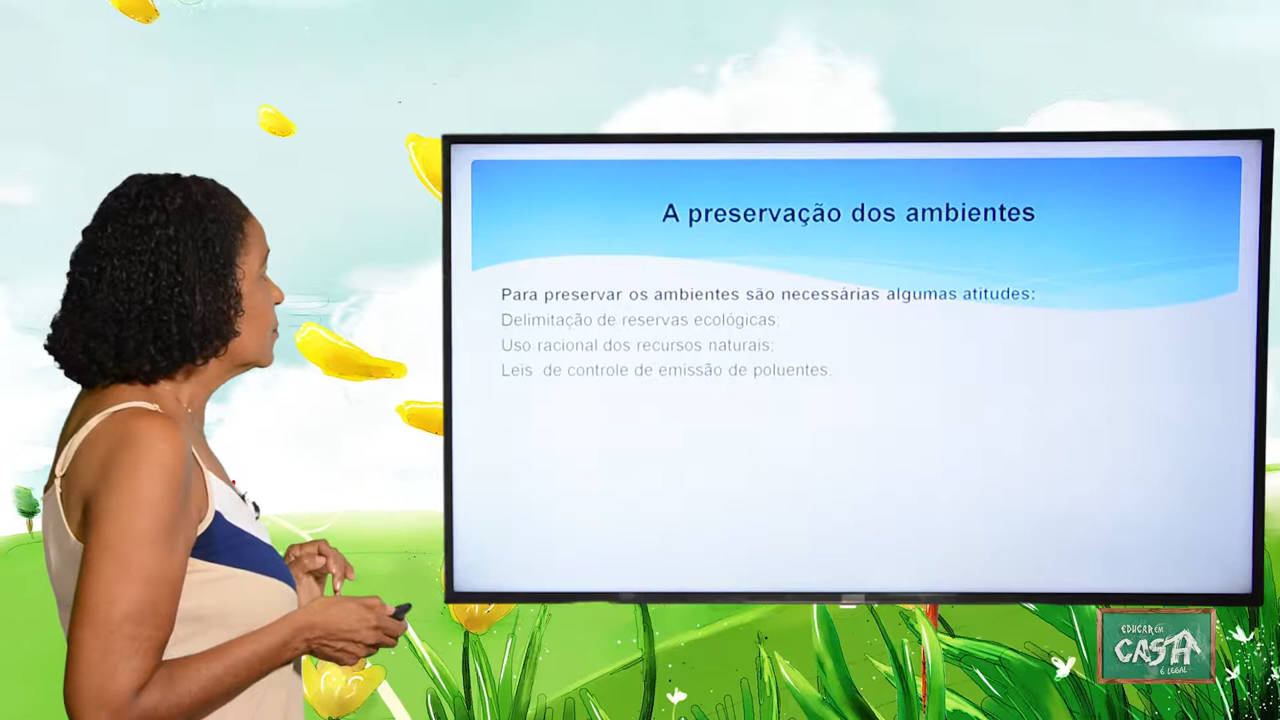 A preservação dos ambientes
Para preservar os ambientes são necessárias algumas atitudes:
Delimitação de reservas ecológicas;
Uso racional dos recursos naturais;
Leis  de controle de emissão de poluentes.
EDUCAR EM
CASA
É LEGAL